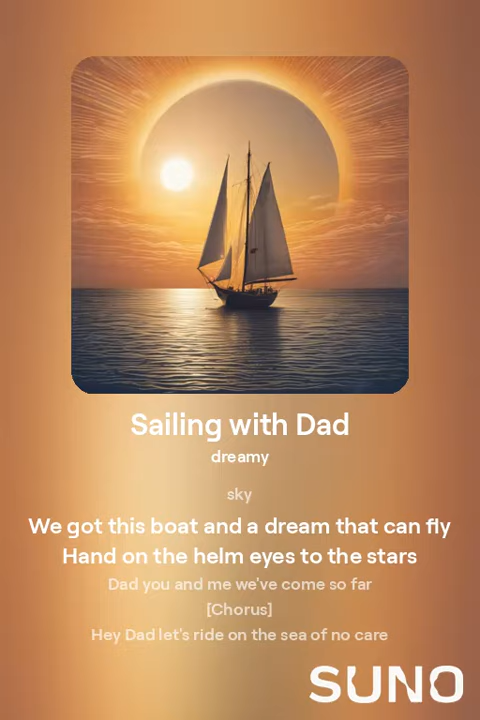 Sailing with Dad
dreamy
sky
We got this boat and a dream that can fly
Hand on the helm eyes to the stars
Dad you and me we've come so far
[Chorus]
Hey Dad let's ride on the sea of no care
SUNO